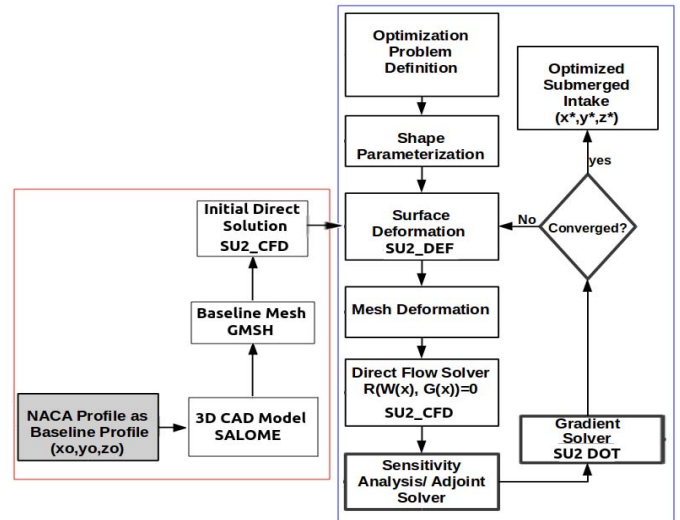 Optimization
Problem
Definition
Shape
Parameterization
Surface
Deformation
SU2_DEF
Mesh Deformation
Direct Flow Solver
R(W(x), G(x))=0
SU2_CFD
Sensitivity
Analysis/ Adjoint
Solver
Optimized
Submerged
Intake
(x*,y*,z*)
yes
No
Converged?
Gradient
Solver
SU2 DOT
Initial Direct
Solution
SU2_CFD
Baseline Mesh
GMSH
NACA Profile as
Baseline Profile
(xo,yo,zo)
3D CAD Model
SALOME